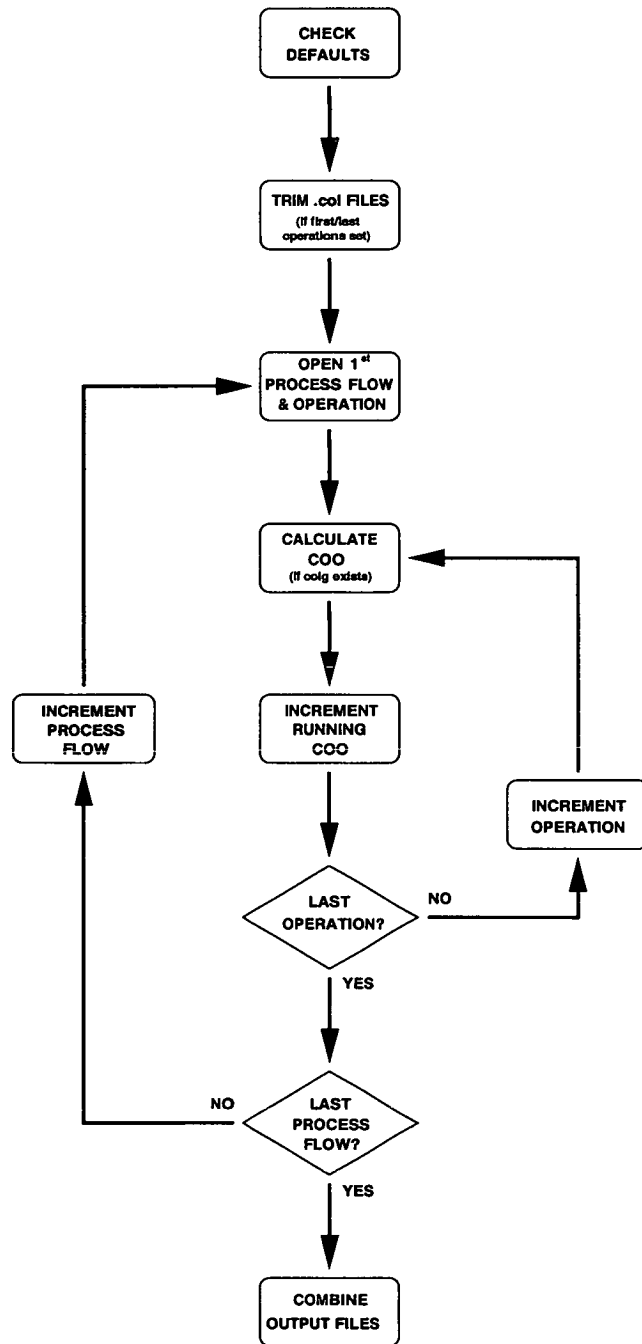 CHECK
DEFAULTS
TRIM .col FILES
(if first/last
operations set)
OPEN 1st
PROCESS FLOW
& OPERATION
CALCULATE
COO
(if colg exists)
INCREMENT
PROCESS
FLOW
INCREMENT
RUNNING
COO
INCREMENT
OPERATION
LAST
OPERATION?
NO
YES
LAST
PROCESS
FLOW?
NO
YES
COMBINE
OUTPUT FILES